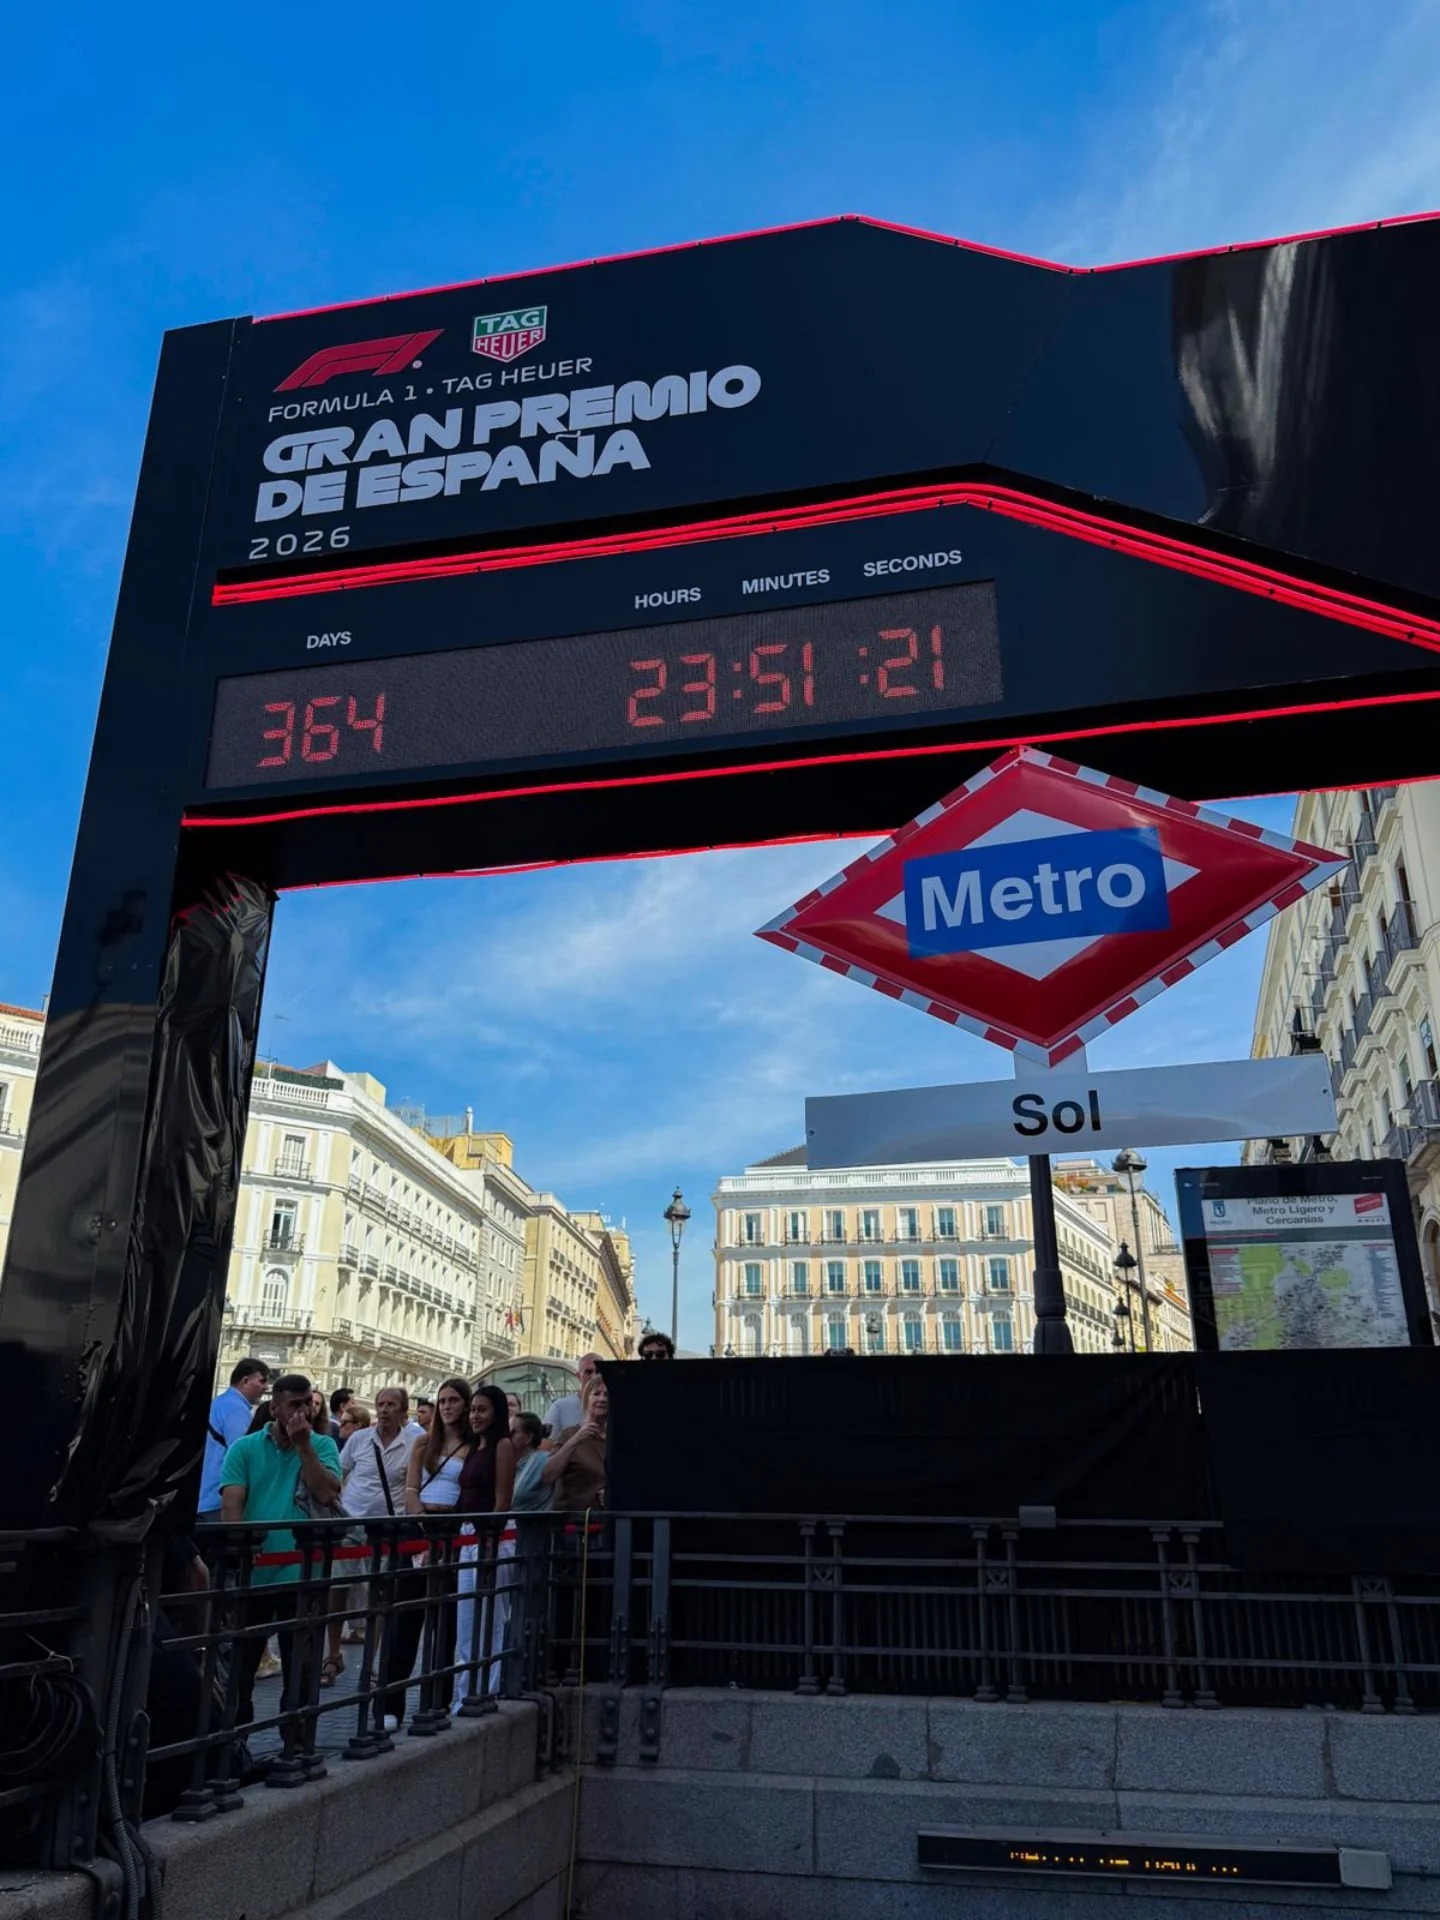 TAG
HEUER
FORMULA 1 • TAG HEUER
GRAN PREMIO
DE ESPAÑA
2026
DAYS HOURS MINUTES SECONDS
364 23:51:21
Metro
Sol
Plano de Metro,
Metro Ligero y
Cercanías